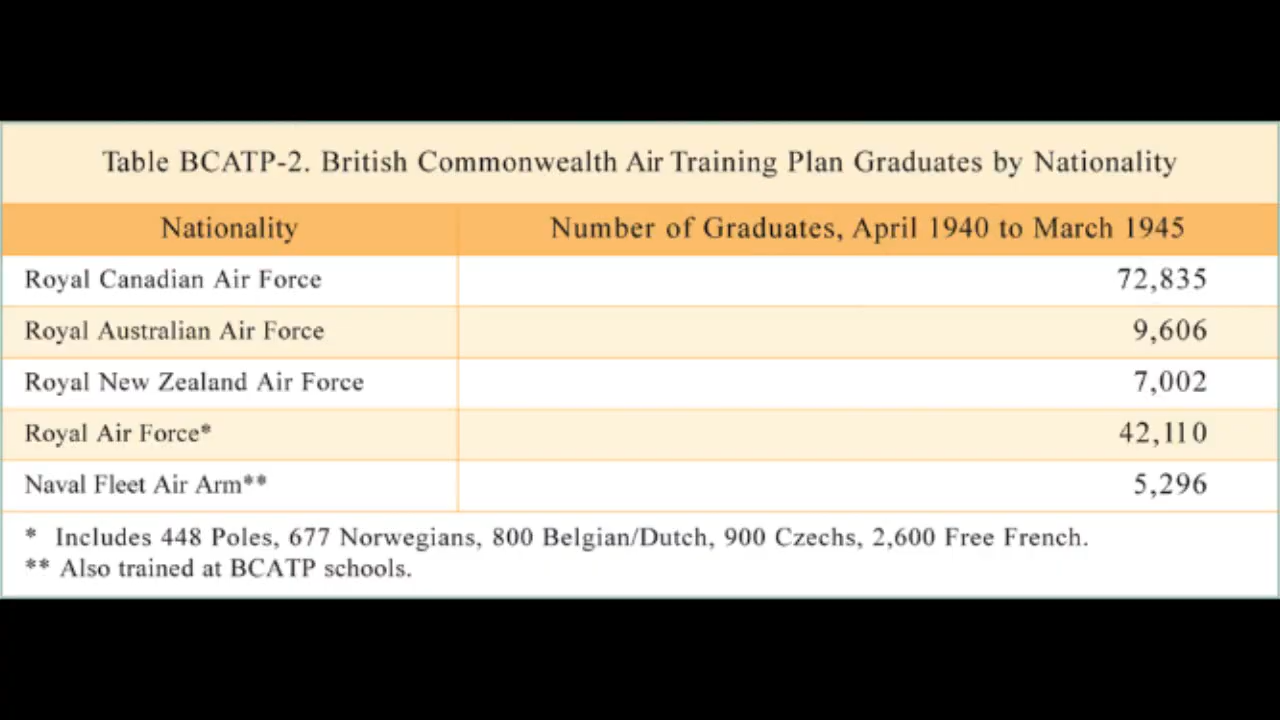 Table BCATP-2. British Commonwealth Air Training Plan Graduates by Nationality
Nationality Number of Graduates, April 1940 to March 1945
Royal Canadian Air Force 72,835
Royal Australian Air Force 9,606
Royal New Zealand Air Force 7,002
Royal Air Force* 42,110
Naval Fleet Air Arm** 5,296
* Includes 448 Poles, 677 Norwegians, 800 Belgian/Dutch, 900 Czechs, 2,600 Free French.
** Also trained at BCATP schools.